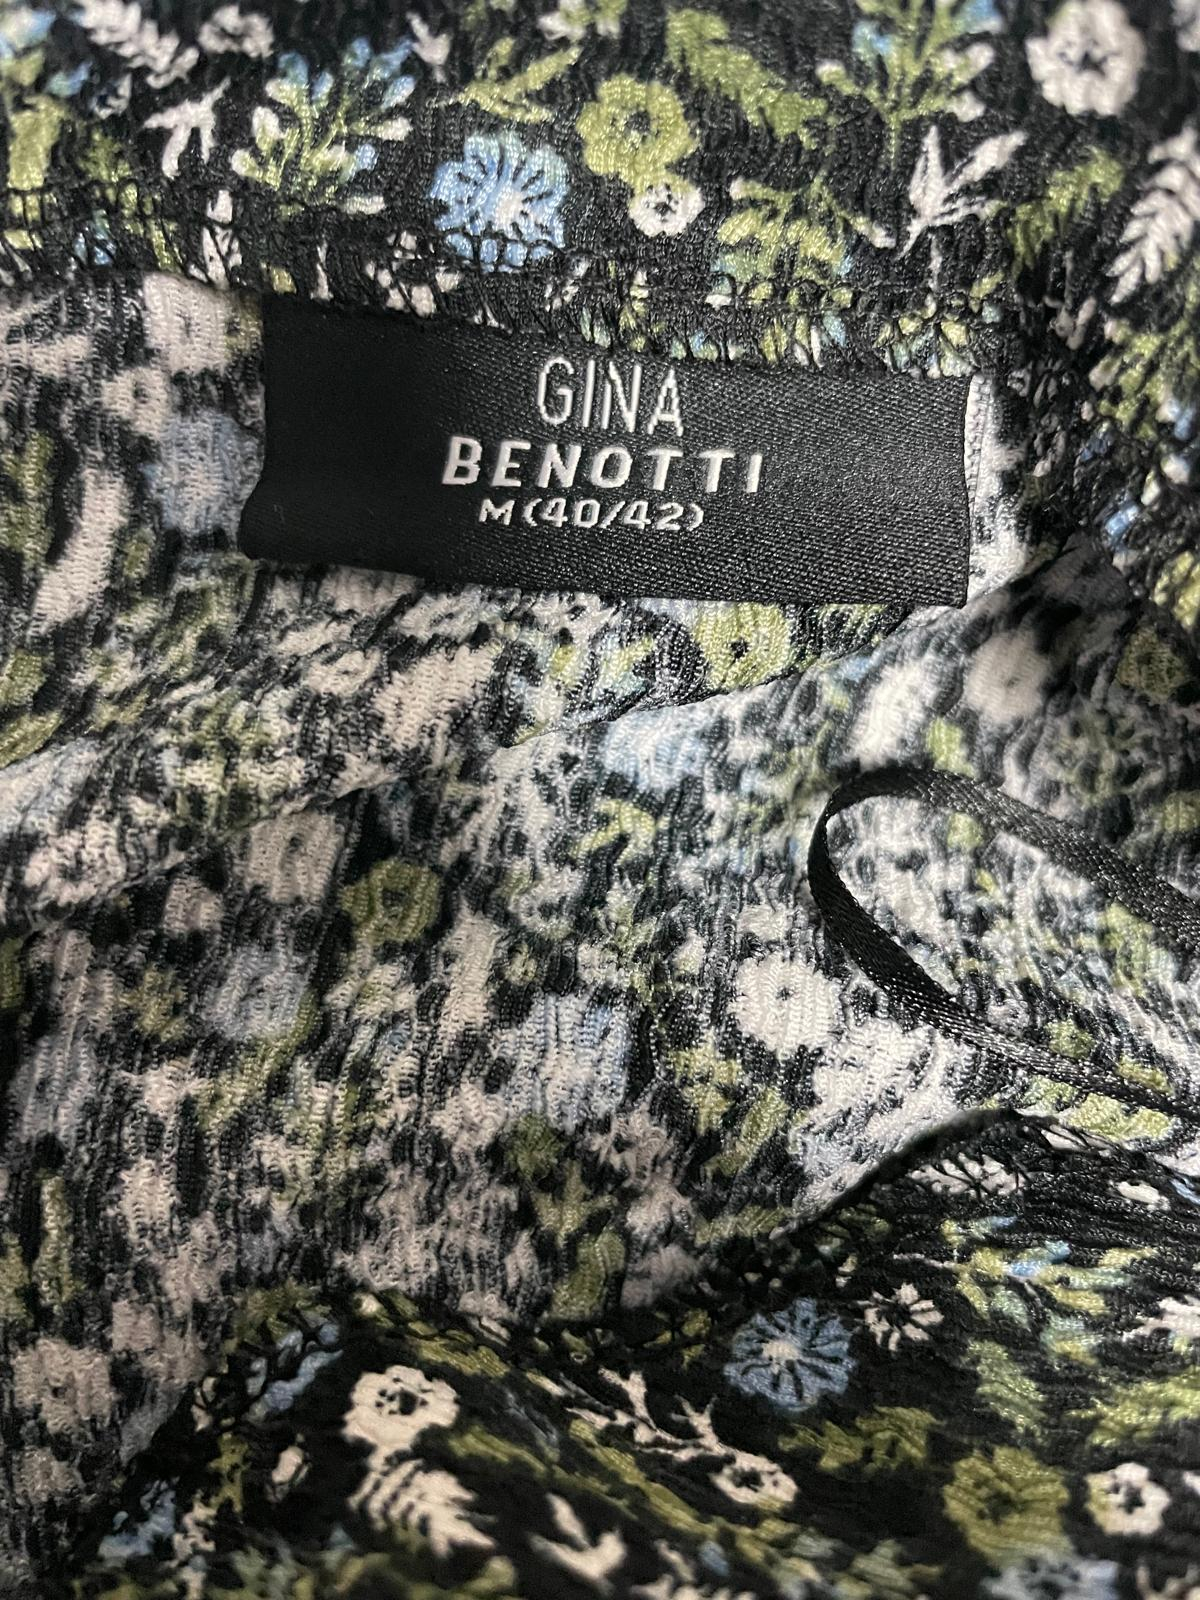 GINA
BENOTTI
M(40/42)